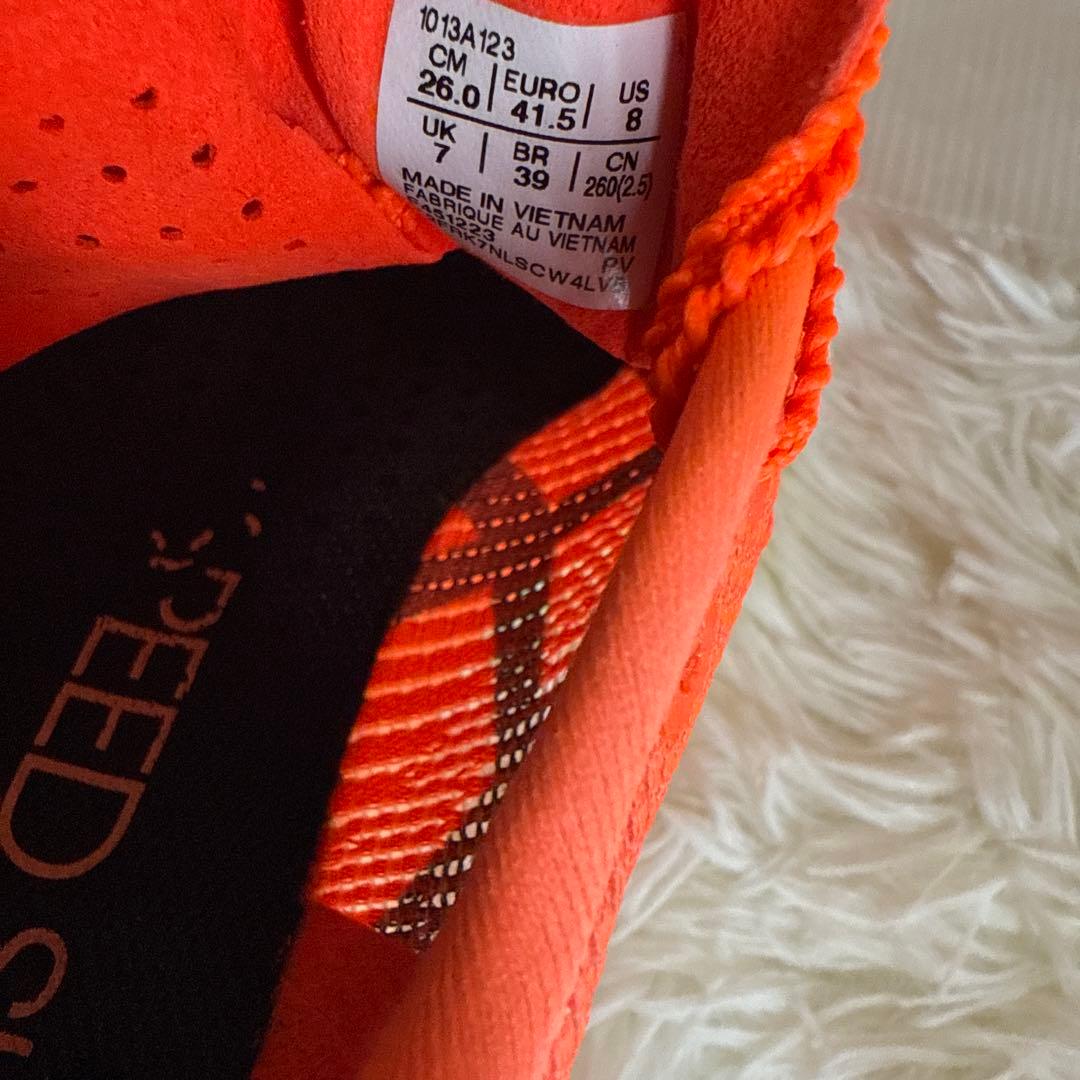 1013A123
CM 26.0 | EURO 41.5 | US 8
UK 7 | BR 39 | CN 260(2.5)
MADE IN VIETNAM
FABRIQUE AU VIETNAM
PV